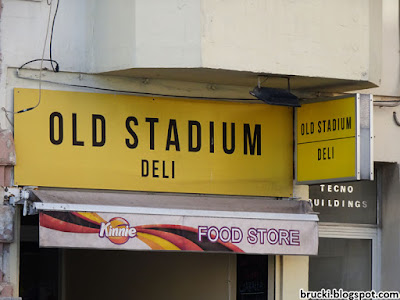 OLD STADIUM
DELI
OLD STADIUM
DELI
TECNO
BUILDINGS
Kinnie
FOOD STORE
brucki.blogspot.com